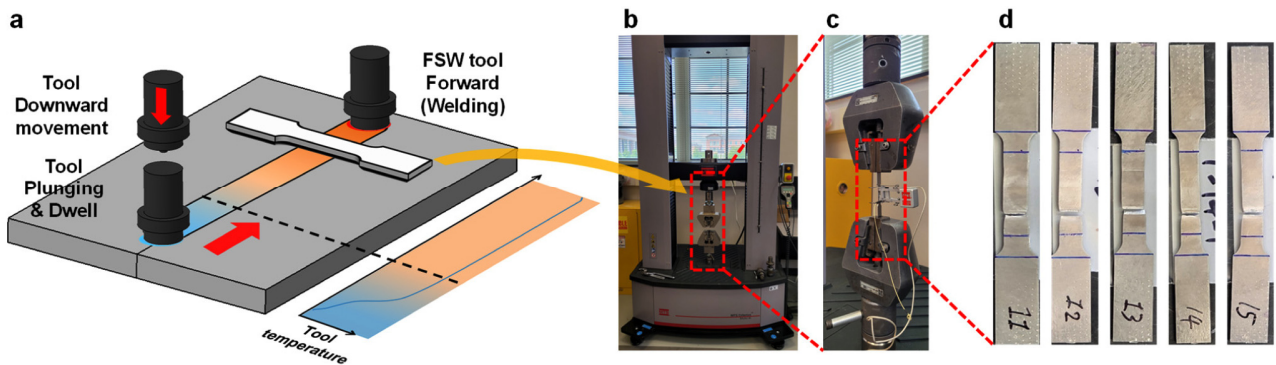 a
b
c
d
Tool
Downward
movement
FSW tool
Forward
(Welding)
Tool
Plunging
& Dwell
Tool
temperature
11
12
13
14
15